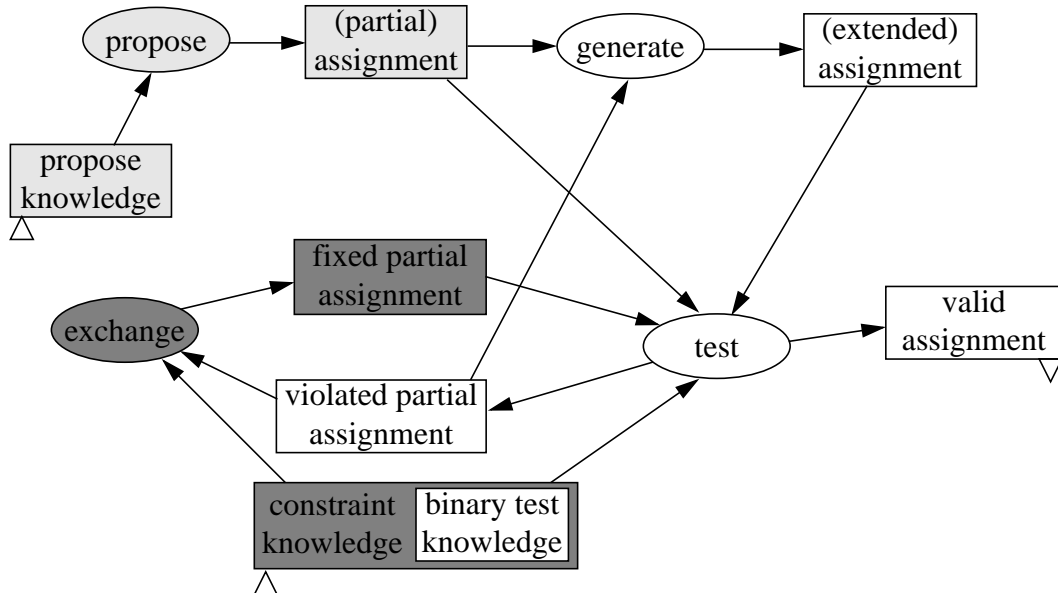 propose
(partial)
assignment
generate
(extended)
assignment
propose
knowledge
fixed partial
assignment
exchange
test
valid
assignment
violated partial
assignment
constraint
knowledge
binary test
knowledge